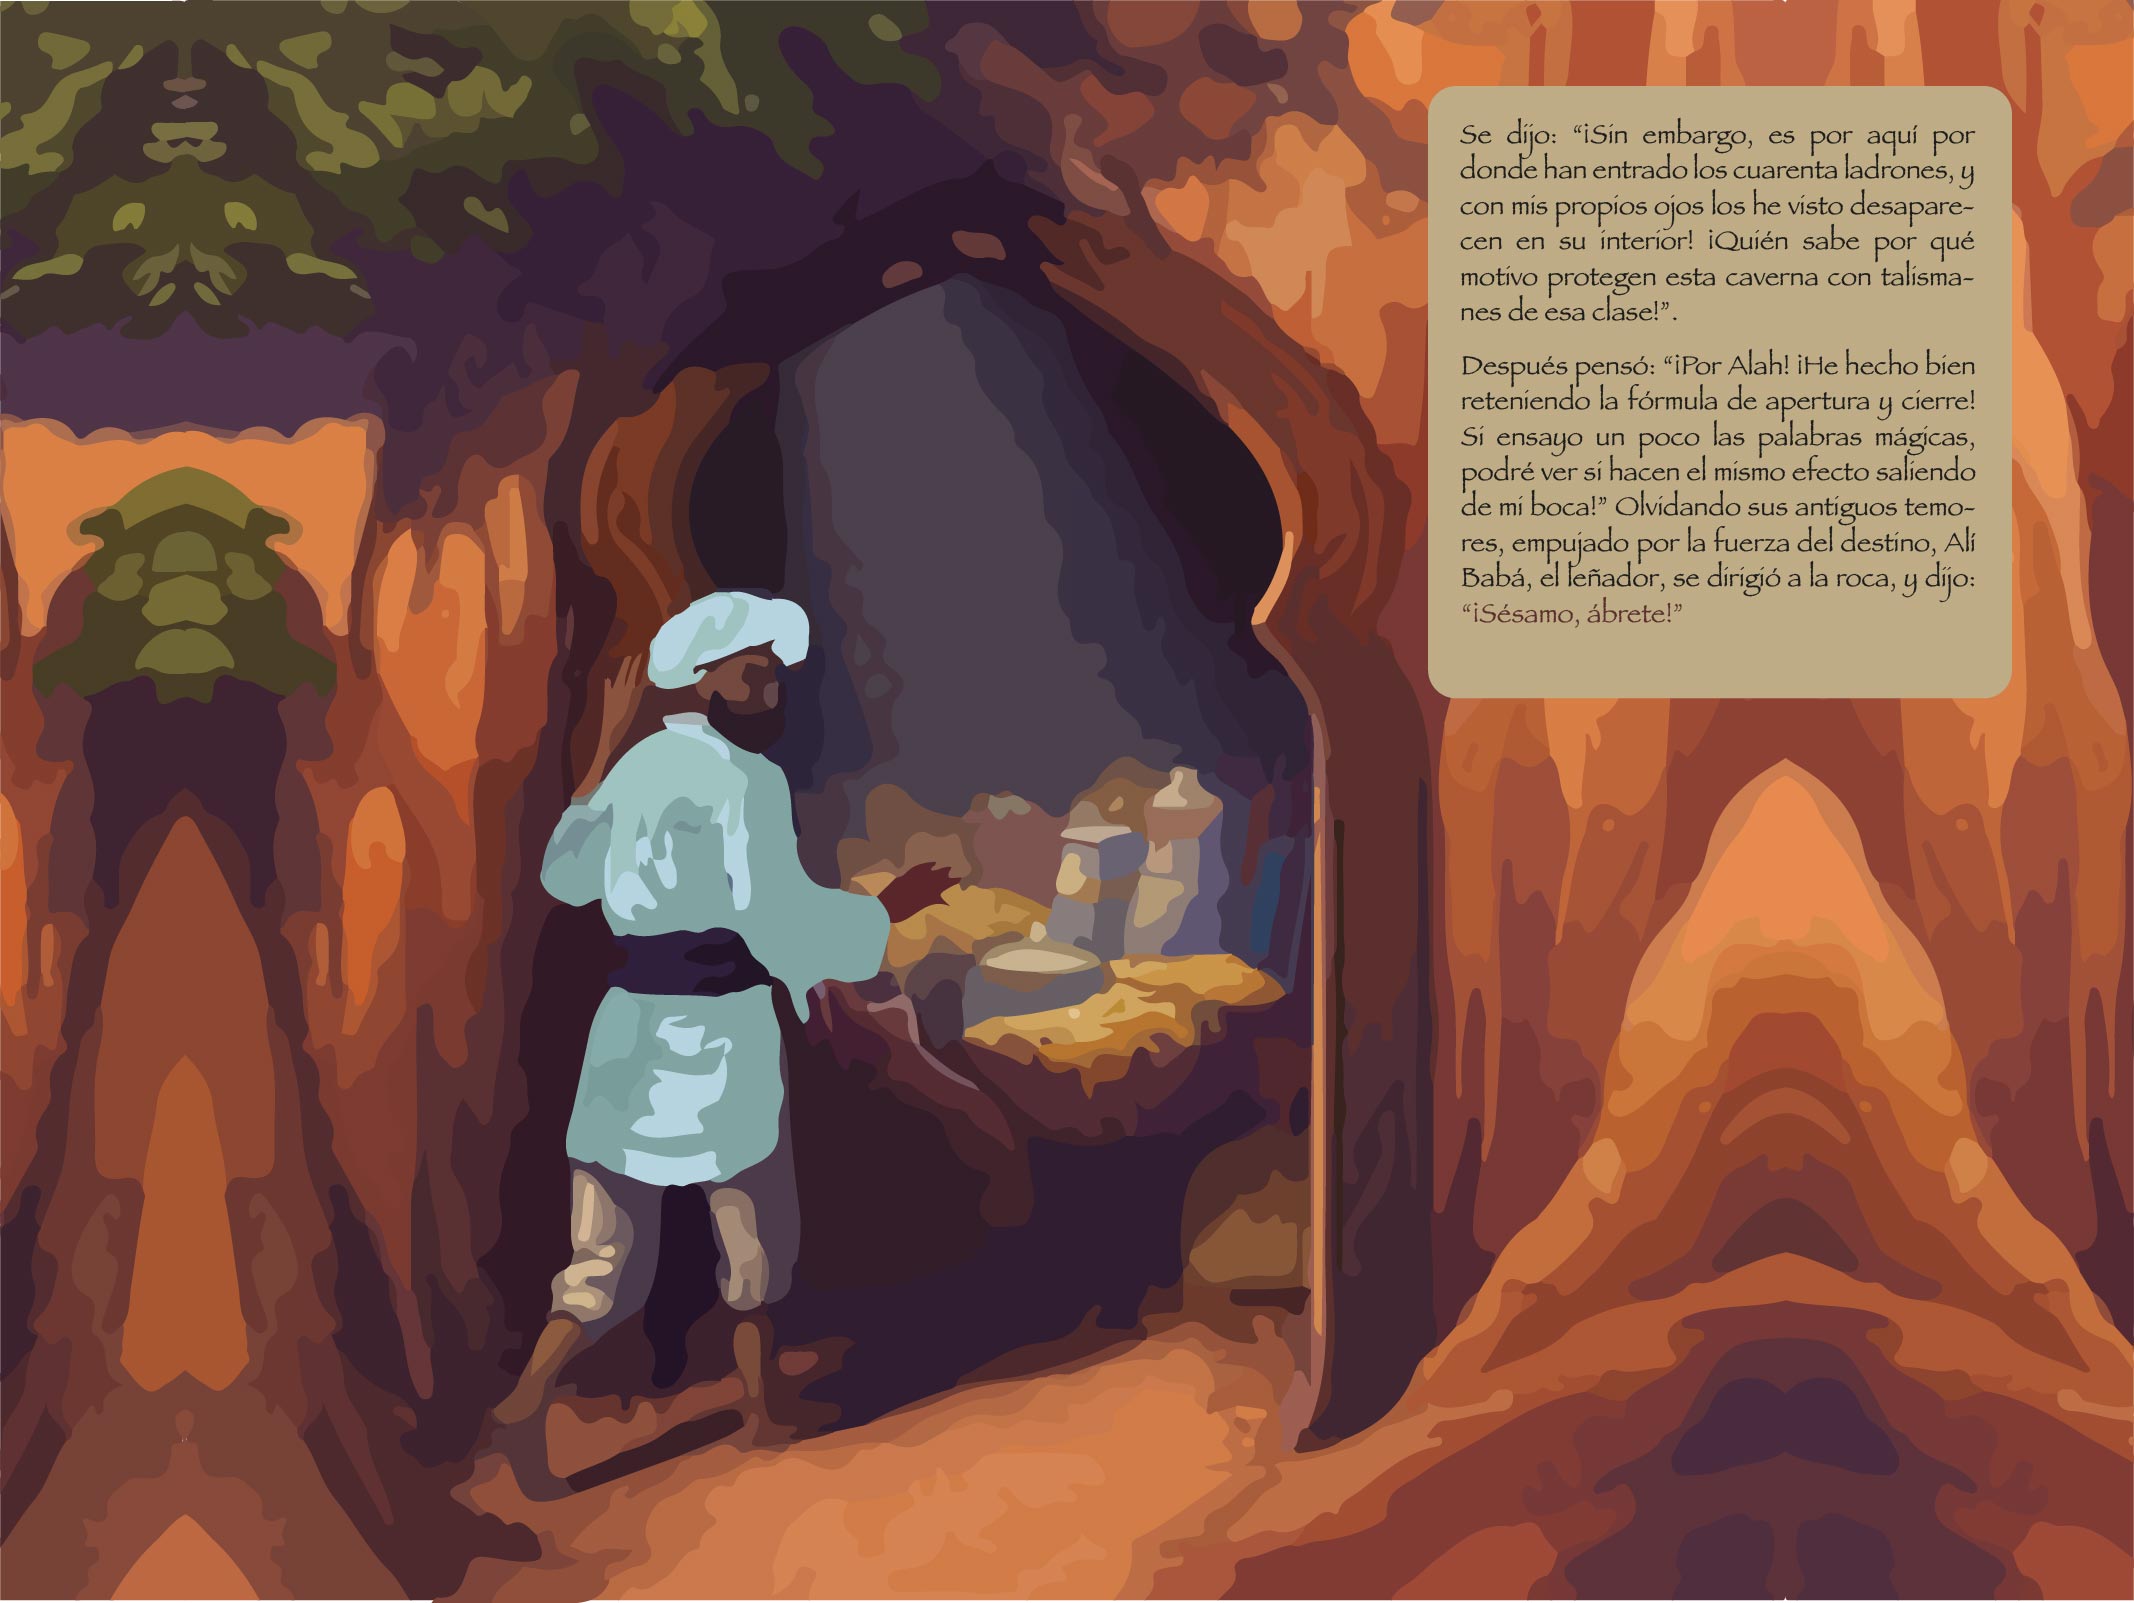 Se dijo: “¡Sin embargo, es por aquí por
donde han entrado los cuarenta ladrones, y
con mis propios ojos los he visto desapare-
cen en su interior! ¡Quién sabe por qué
motivo protegen esta caverna con talisma-
nes de esa clase!”.
Después pensó: “¡Por Alah! ¡He hecho bien
reteniendo la fórmula de apertura y cierre!
Si ensayo un poco las palabras mágicas,
podré ver si hacen el mismo efecto saliendo
de mi boca!” Olvidando sus antiguos temo-
res, empujado por la fuerza del destino, Alí
Babá, el leñador, se dirigió a la roca, y dijo:
“¡Sésamo, ábrete!”